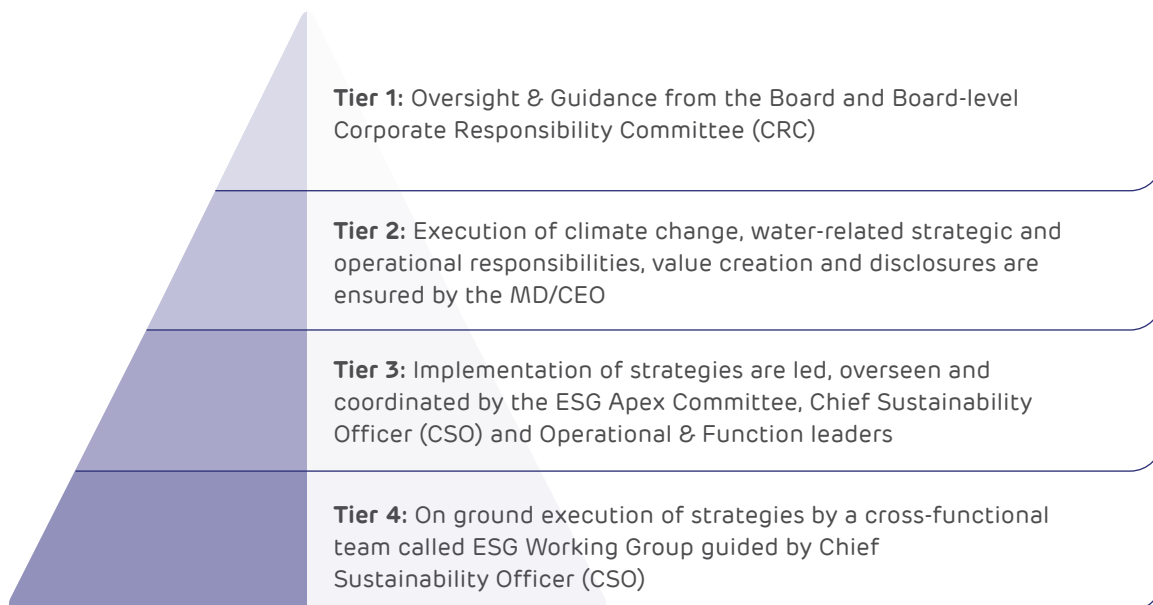 Tier 1: Oversight & Guidance from the Board and Board-level
Corporate Responsibility Committee (CRC)
Tier 2: Execution of climate change, water-related strategic and
operational responsibilities, value creation and disclosures are
ensured by the MD/CEO
Tier 3: Implementation of strategies are led, overseen and
coordinated by the ESG Apex Committee, Chief Sustainability
Officer (CSO) and Operational & Function leaders
Tier 4: On ground execution of strategies by a cross-functional
team called ESG Working Group guided by Chief
Sustainability Officer (CSO)